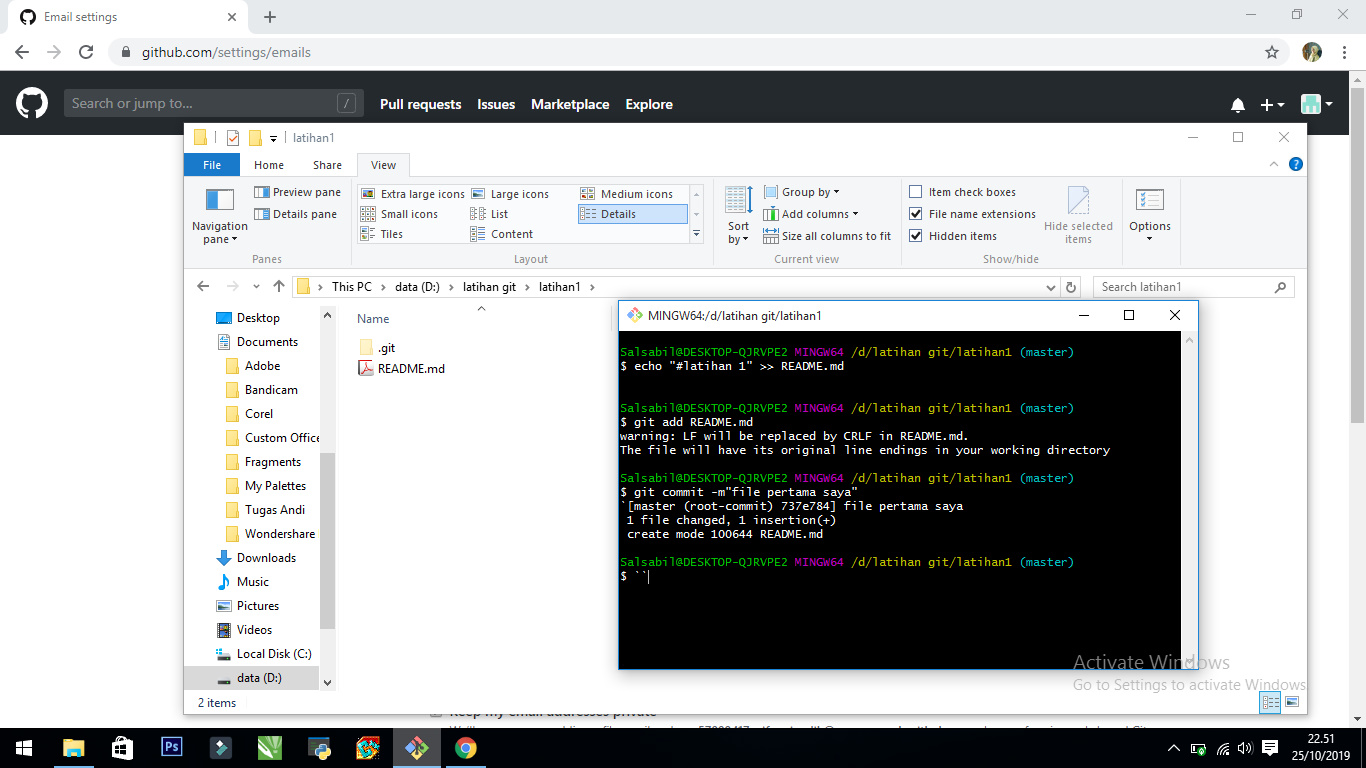 Email settings
github.com/settings/emails
Search or jump to...
/
Pull requests
Issues
Marketplace
Explore
latihan1
File
Home
Share
View
Navigation pane
Preview pane
Details pane
Panes
Extra large icons
Large icons
Medium icons
Small icons
List
Details
Tiles
Content
Layout
Sort by
Group by
Add columns
Size all columns to fit
Current view
Item check boxes
File name extensions
Hidden items
Hide selected items
Show/hide
Options
This PC > data (D:) > latihan git > latihan1 >
Search latihan1
Desktop
Documents
Adobe
Bandicam
Corel
Custom Office
Fragments
My Palettes
Tugas Andi
Wondershare
Downloads
Music
Pictures
Videos
Local Disk (C:)
data (D:)
2 items
Name
.git
README.md
MINGW64:/d/latihan git/latihan1
Salsabil@DESKTOP-QJRVPE2 MINGW64 /d/latihan git/latihan1 (master)
$ echo "#latihan 1" >> README.md
Salsabil@DESKTOP-QJRVPE2 MINGW64 /d/latihan git/latihan1 (master)
$ git add README.md
warning: LF will be replaced by CRLF in README.md.
The file will have its original line endings in your working directory
Salsabil@DESKTOP-QJRVPE2 MINGW64 /d/latihan git/latihan1 (master)
$ git commit -m"file pertama saya"
`[master (root-commit) 737e784] file pertama saya
1 file changed, 1 insertion(+)
create mode 100644 README.md
Salsabil@DESKTOP-QJRVPE2 MINGW64 /d/latihan git/latihan1 (master)
$ ``
Activate Windows
Go to Settings to activate Windows.
Keep my email addresses private
Ps
22.51
25/10/2019